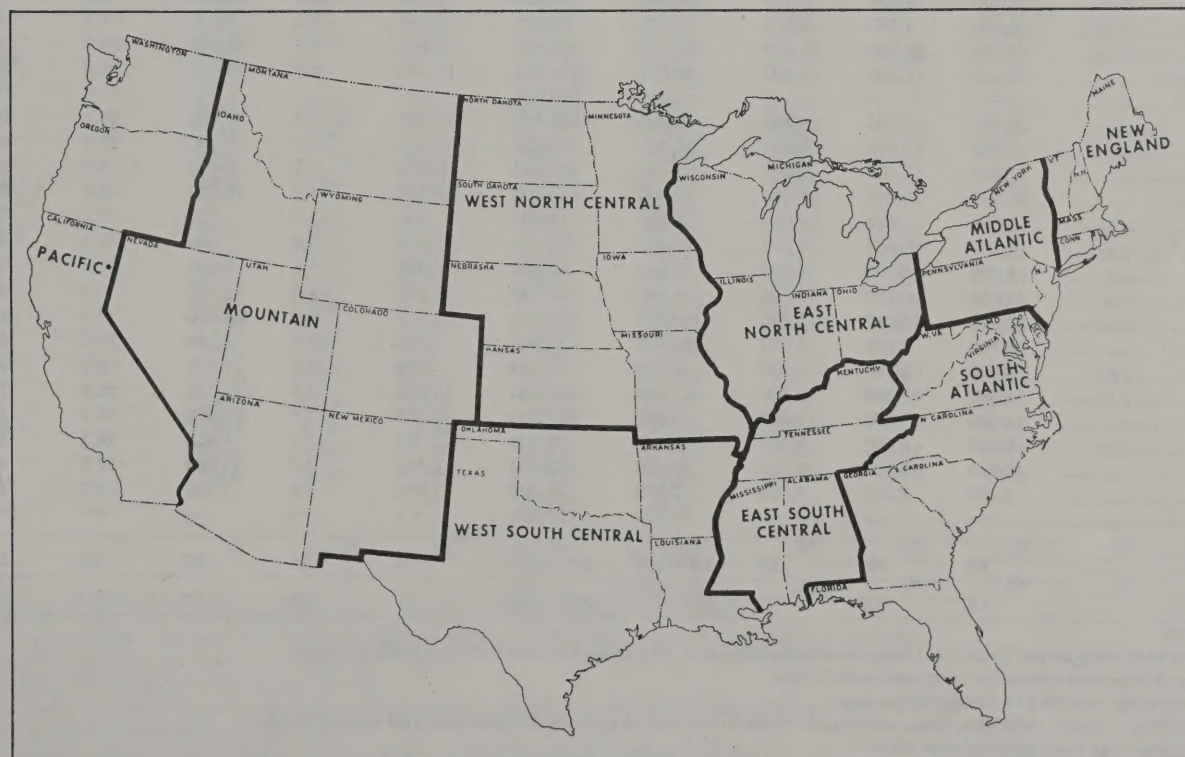 WASHINGTON
MONTANA
IDAHO
OREGON
NORTH DAKOTA
MINNESOTA
MAINE
NEW
ENGLAND
VT.
N.H.
WISCONSIN
MICHIGAN
NEW YORK
SOUTH DAKOTA
WEST NORTH CENTRAL
WYOMING
CALIFORNIA
NEVADA
PACIFIC
MASS
CONN
MIDDLE
ATLANTIC
PENNSYLVANIA
N.J.
UTAH
NEBRASKA
IOWA
ILLINOIS
INDIANA
OHIO
EAST
NORTH CENTRAL
MOUNTAIN
COLORADO
KANSAS
MISSOURI
W.VA
MD
VIRGINIA
KENTUCKY
SOUTH
ATLANTIC
ARIZONA
NEW MEXICO
OKLAHOMA
TEXAS
ARKANSAS
TENNESSEE
N CAROLINA
S. CAROLINA
MISSISSIPPI
ALABAMA
GEORGIA
EAST SOUTH
CENTRAL
WEST SOUTH CENTRAL
LOUISIANA
FLORIDA